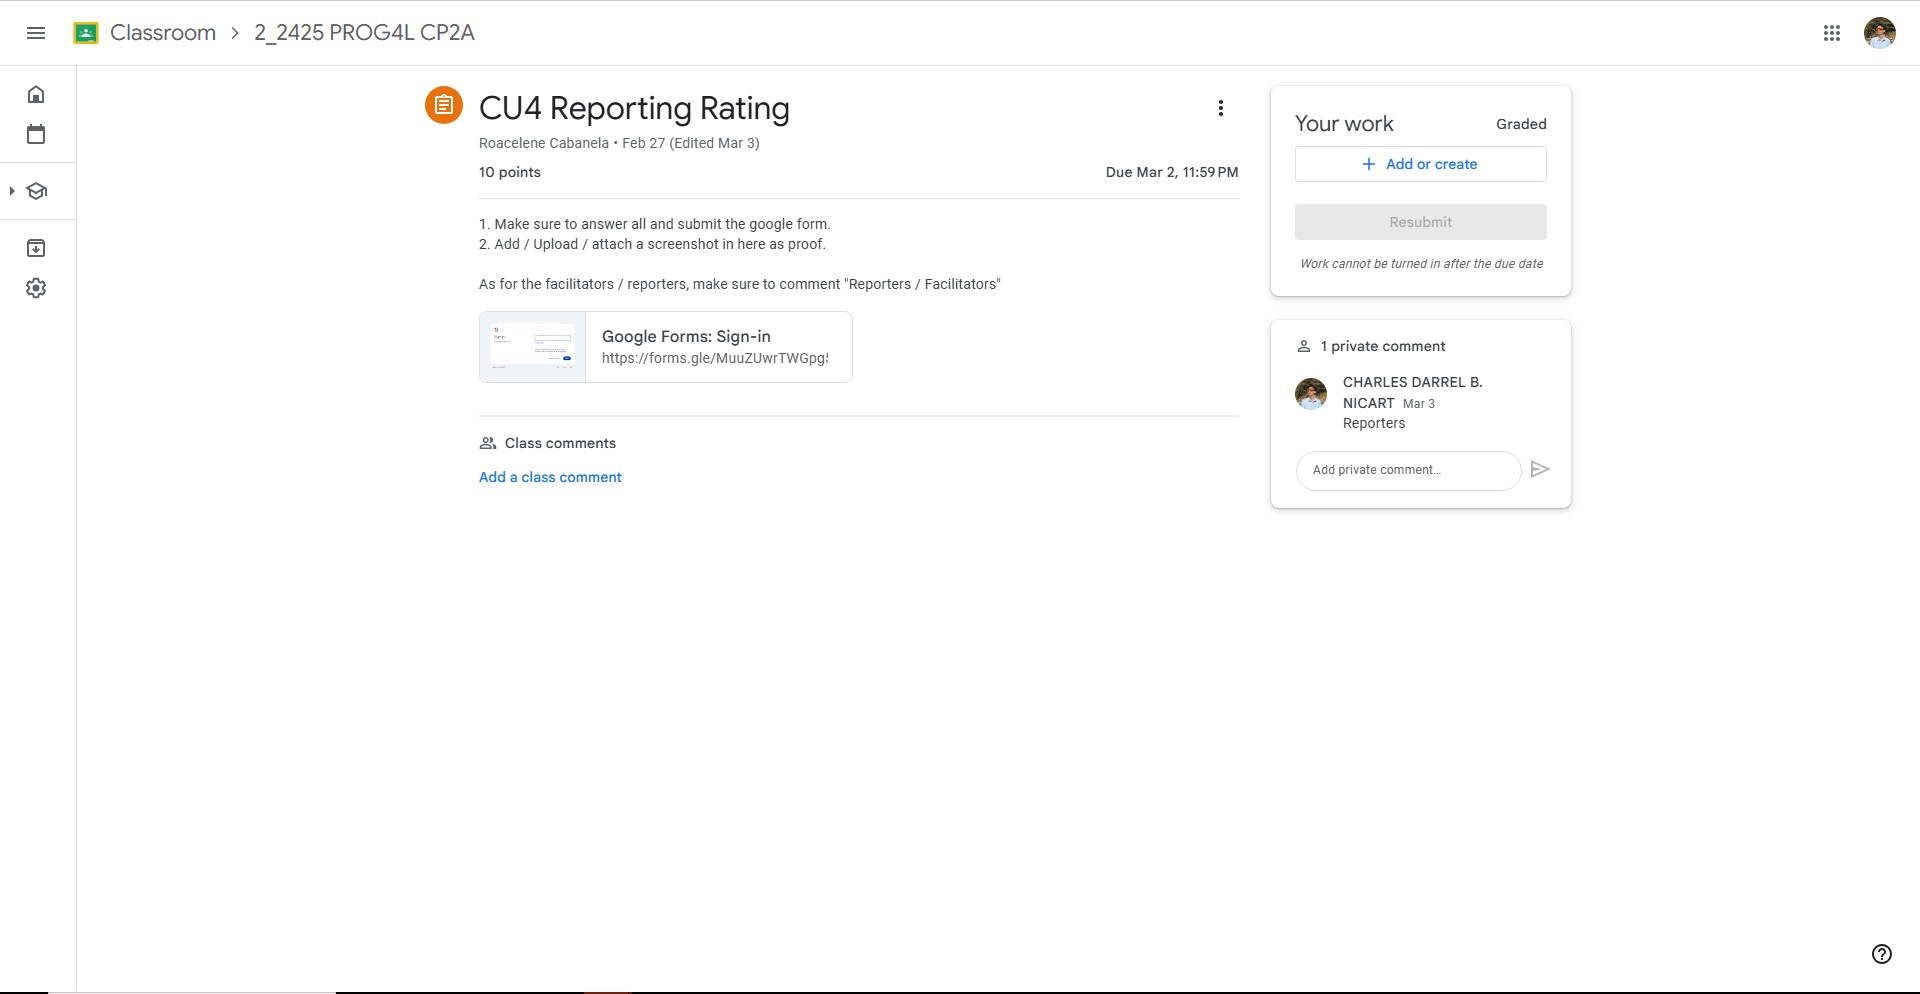 Classroom > 2_2425 PROG4L CP2A
CU4 Reporting Rating
Roacelene Cabanela • Feb 27 (Edited Mar 3)
10 points
Due Mar 2, 11:59 PM
1. Make sure to answer all and submit the google form.
2. Add / Upload / attach a screenshot in here as proof.
As for the facilitators / reporters, make sure to comment "Reporters / Facilitators"
Google Forms: Sign-in
https://forms.gle/MuuZUwrTWGpg
Class comments
Add a class comment
Your work
Graded
Add or create
Resubmit
Work cannot be turned in after the due date
1 private comment
CHARLES DARREL B.
NICART Mar 3
Reporters
Add private comment...